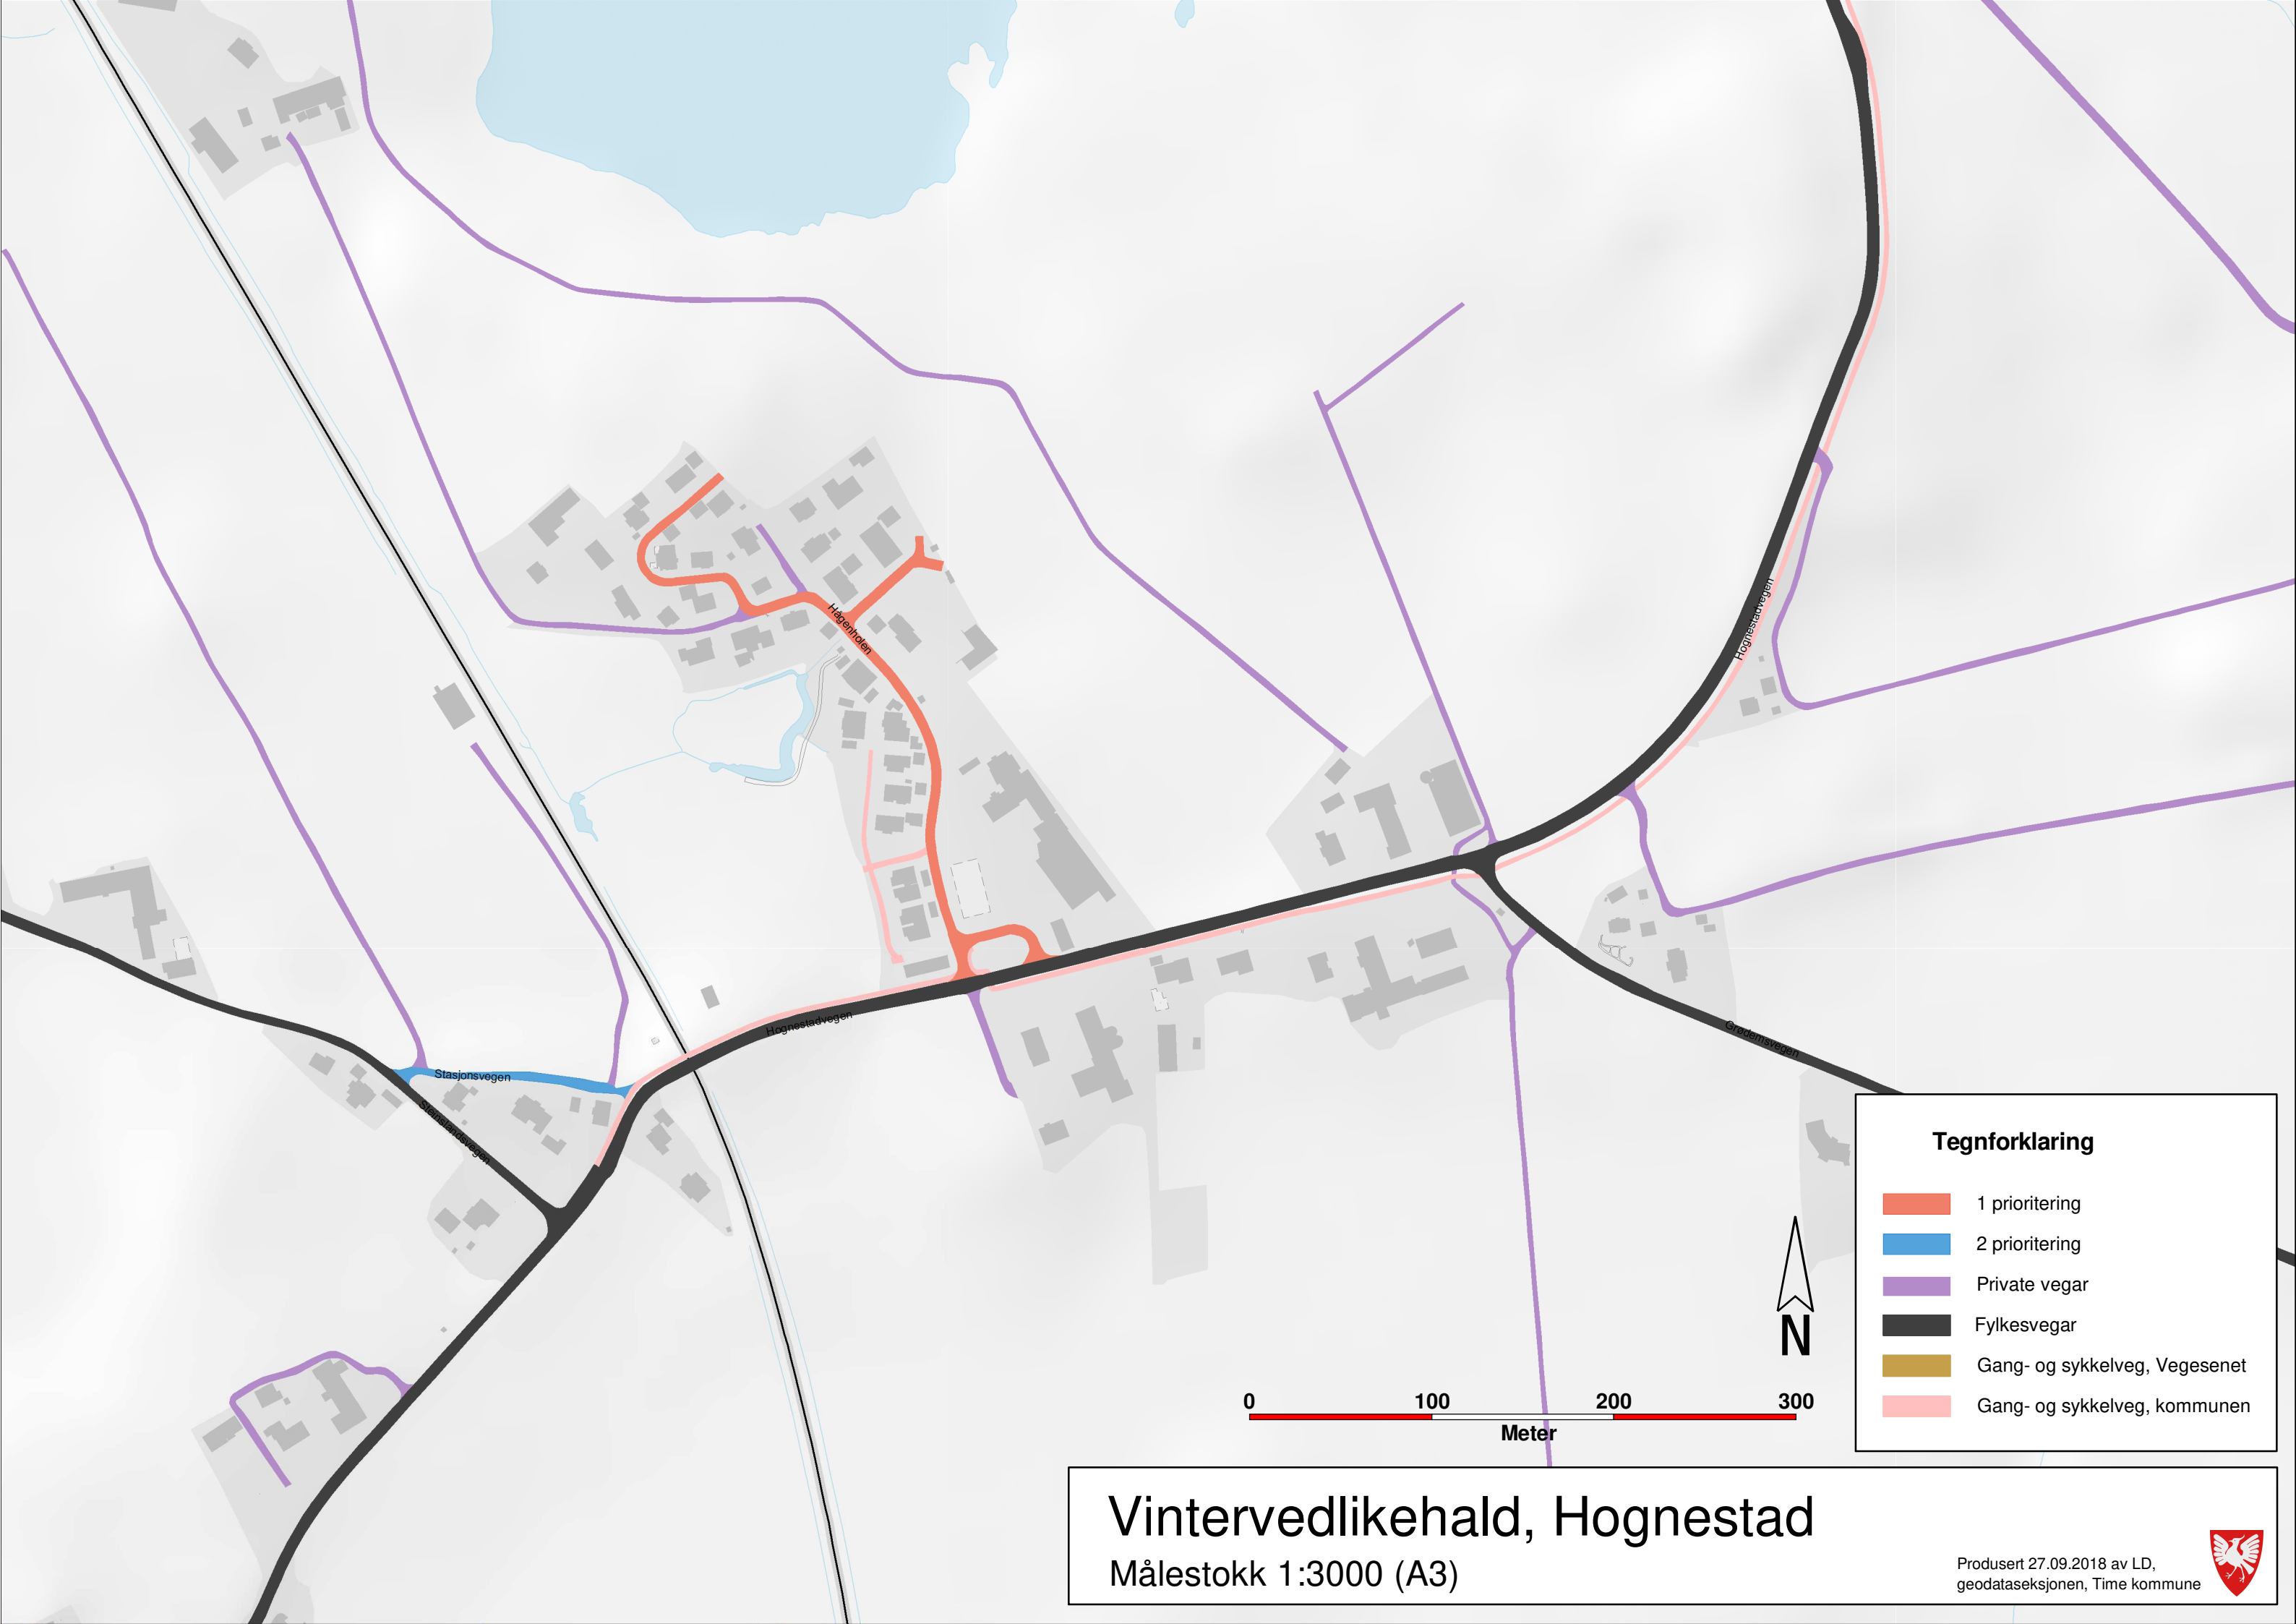 Hågenholen
Hognestadvegen
Hognestadvegen
Stasjonsvegen
Strinslandsvegen
Grødemsvegen
Tegnforklaring
1 prioritering
2 prioritering
Private vegar
Fylkesvegar
Gang- og sykkelveg, Vegesenet
Gang- og sykkelveg, kommunen
N
0 100 200 300
Meter
Vintervedlikehald, Hognestad
Målestokk 1:3000 (A3)
Produsert 27.09.2018 av LD,
geodataseksjonen, Time kommune